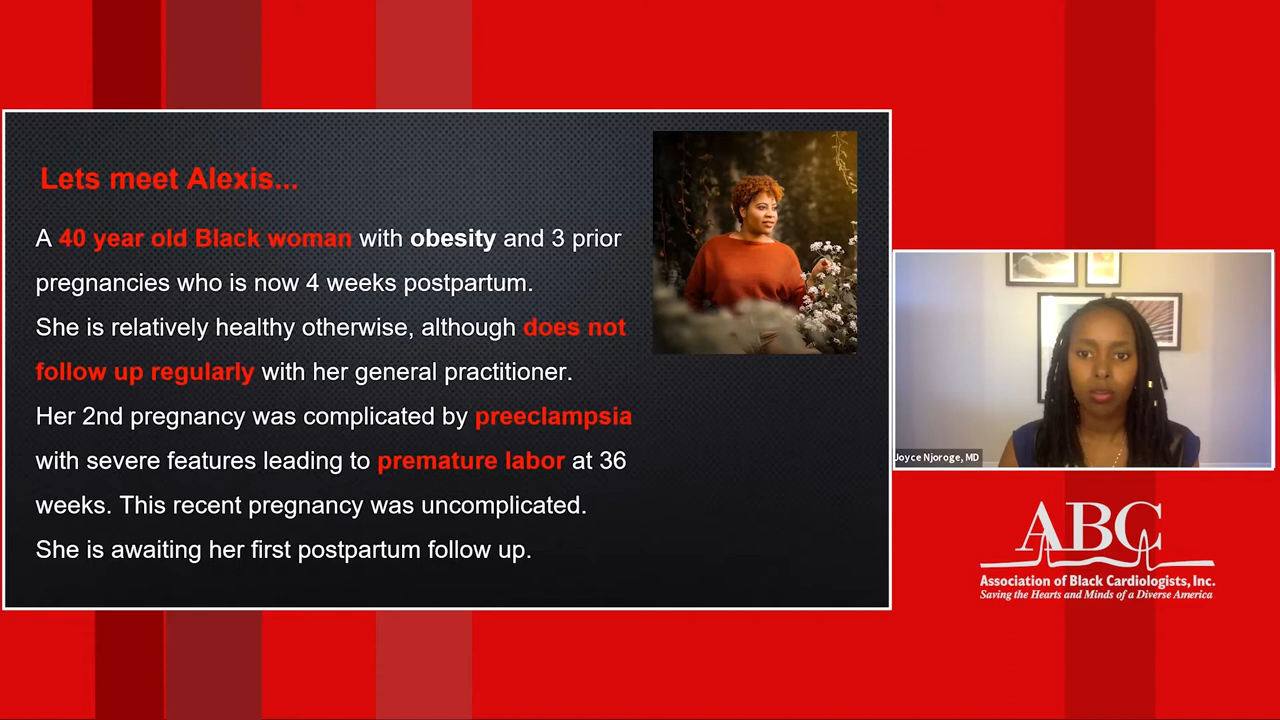 Lets meet Alexis...
A 40 year old Black woman with obesity and 3 prior
pregnancies who is now 4 weeks postpartum.
She is relatively healthy otherwise, although does not
follow up regularly with her general practitioner.
Her 2nd pregnancy was complicated by preeclampsia
with severe features leading to premature labor at 36
weeks. This recent pregnancy was uncomplicated.
She is awaiting her first postpartum follow up.
Joyce Njoroge, MD
ABC
Association of Black Cardiologists, Inc.
Saving the Hearts and Minds of a Diverse America